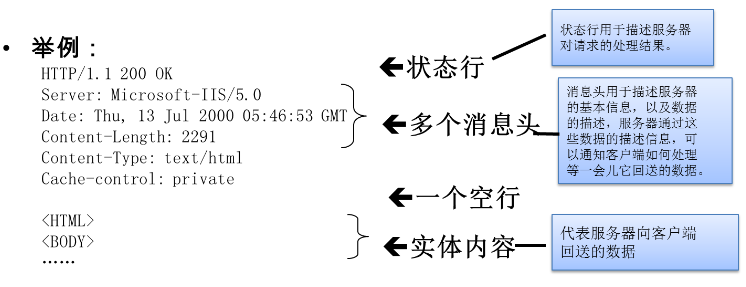 • 举例：
HTTP/1.1 200 OK
Server: Microsoft-IIS/5.0
Date: Thu, 13 Jul 2000 05:46:53 GMT
Content-Length: 2291
Content-Type: text/html
Cache-control: private
<HTML>
<BODY>
……
←状态行
←多个消息头
←一个空行
←实体内容
状态行用于描述服务器
对请求的处理结果。
消息头用于描述服务器
的基本信息，以及数据
的描述，服务器通过这
些数据的描述信息，可
以通知客户端如何处理
等一会儿它回送的数据。
代表服务器向客户端
回送的数据